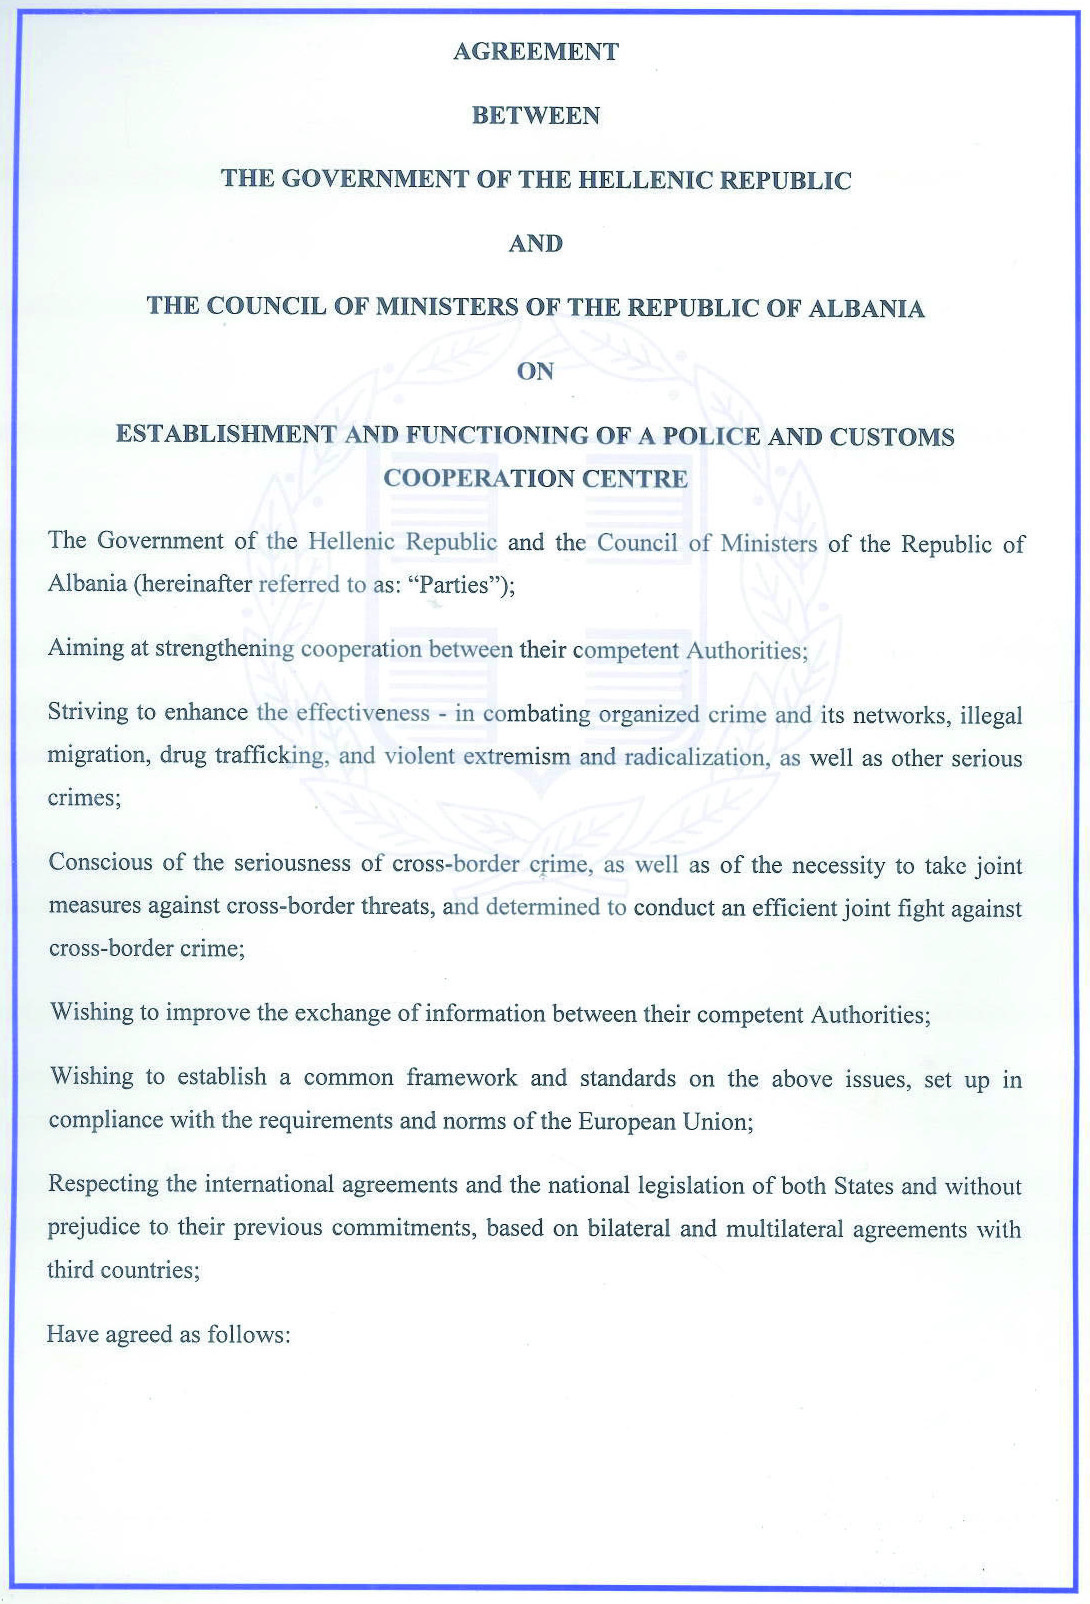 AGREEMENT
BETWEEN
THE GOVERNMENT OF THE HELLENIC REPUBLIC
AND
THE COUNCIL OF MINISTERS OF THE REPUBLIC OF ALBANIA
ON
ESTABLISHMENT AND FUNCTIONING OF A POLICE AND CUSTOMS
COOPERATION CENTRE
The Government of the Hellenic Republic and the Council of Ministers of the Republic of
Albania (hereinafter referred to as: “Parties”);
Aiming at strengthening cooperation between their competent Authorities;
Striving to enhance the effectiveness - in combating organized crime and its networks, illegal
migration, drug trafficking, and violent extremism and radicalization, as well as other serious
crimes;
Conscious of the seriousness of cross-border crime, as well as of the necessity to take joint
measures against cross-border threats, and determined to conduct an efficient joint fight against
cross-border crime;
Wishing to improve the exchange of information between their competent Authorities;
Wishing to establish a common framework and standards on the above issues, set up in
compliance with the requirements and norms of the European Union;
Respecting the international agreements and the national legislation of both States and without
prejudice to their previous commitments, based on bilateral and multilateral agreements with
third countries;
Have agreed as follows: